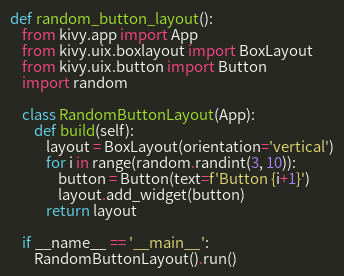 def random_button_layout():
    from kivy.app import App
    from kivy.uix.boxlayout import BoxLayout
    from kivy.uix.button import Button
    import random

    class RandomButtonLayout(App):
        def build(self):
            layout = BoxLayout(orientation='vertical')
            for i in range(random.randint(3, 10)):
                button = Button(text=f'Button {i+1}')
                layout.add_widget(button)
            return layout

    if __name__ == '__main__':
        RandomButtonLayout().run()